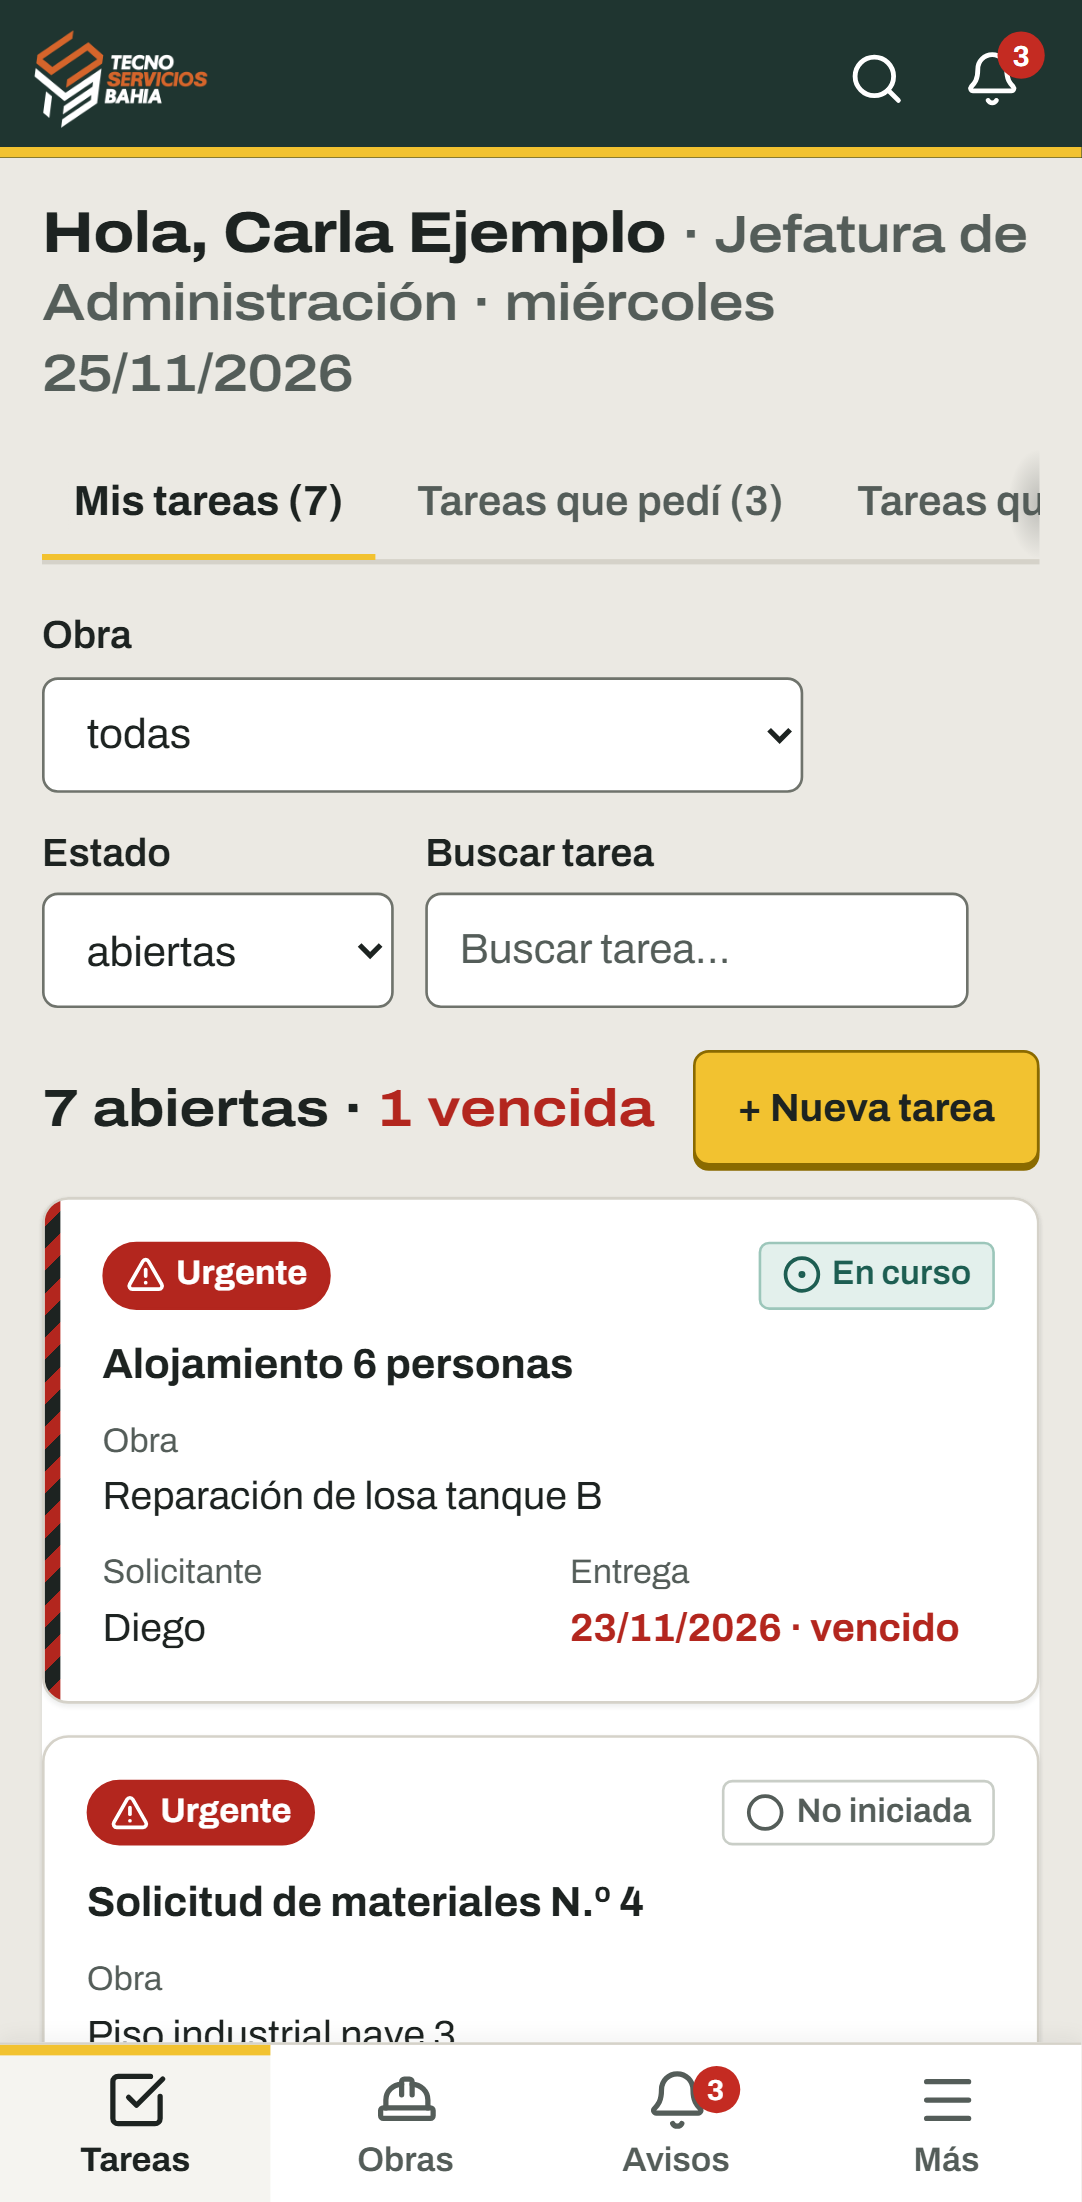 TECNO
SERVICIOS
BAHIA
3
Hola, Carla Ejemplo · Jefatura de
Administración · miércoles
25/11/2026
Mis tareas (7) Tareas que pedí (3) Tareas qu
Obra
todas
Estado Buscar tarea
abiertas Buscar tarea...
7 abiertas · 1 vencida + Nueva tarea
Urgente En curso
Alojamiento 6 personas
Obra
Reparación de losa tanque B
Solicitante Entrega
Diego 23/11/2026 · vencido
Urgente No iniciada
Solicitud de materiales N.º 4
Obra
Piso industrial nave 3
3
Tareas Obras Avisos Más